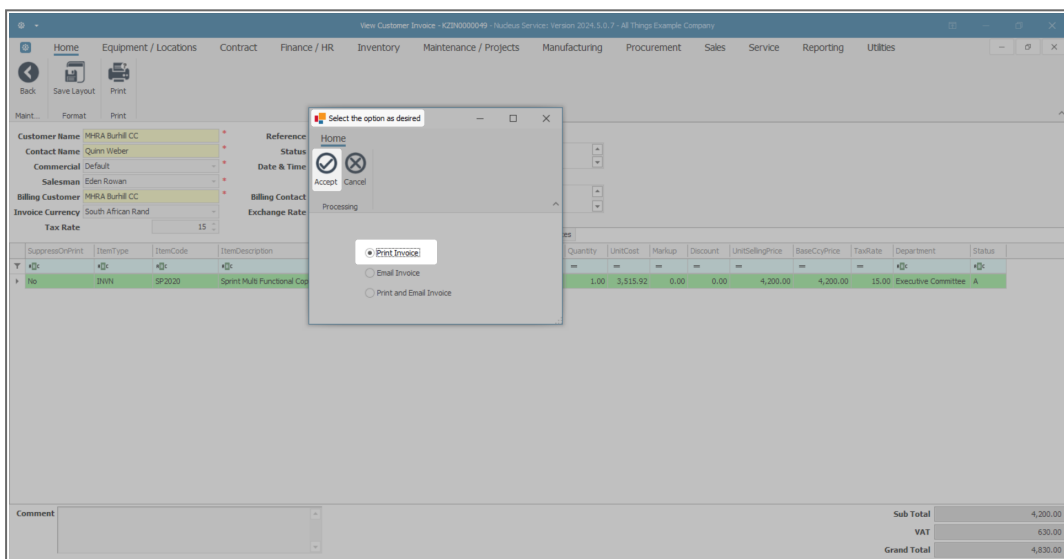 View Customer Invoice - KZIN0000049 - Nucleus Service: Version 2024.5.0.7 - All Things Example Company
Home Equipment / Locations Contract Finance / HR Inventory Maintenance / Projects Manufacturing Procurement Sales Service Reporting Utilities
Back Save Layout Print
Maint... Format Print
Select the option as desired
Home
Accept Cancel
Processing
Print Invoice
Email Invoice
Print and Email Invoice
Customer Name MHRA Burhill CC * Reference
Contact Name Quinn Weber * Status
Commercial Default * Date & Time
Salesman Eden Rowan *
Billing Customer MHRA Burhill CC * Billing Contact
Invoice Currency South African Rand Exchange Rate
Tax Rate 15
SuppressOnPrint ItemType ItemCode ItemDescription Quantity UnitCost Markup Discount UnitSellingPrice BaseCcyPrice TaxRate Department Status
= = = = = = =
No INVN SP2020 Sprint Multi Functional Cop 1.00 3,515.92 0.00 0.00 4,200.00 4,200.00 15.00 Executive Committee A
Comment
Sub Total 4,200.00
VAT 630.00
Grand Total 4,830.00